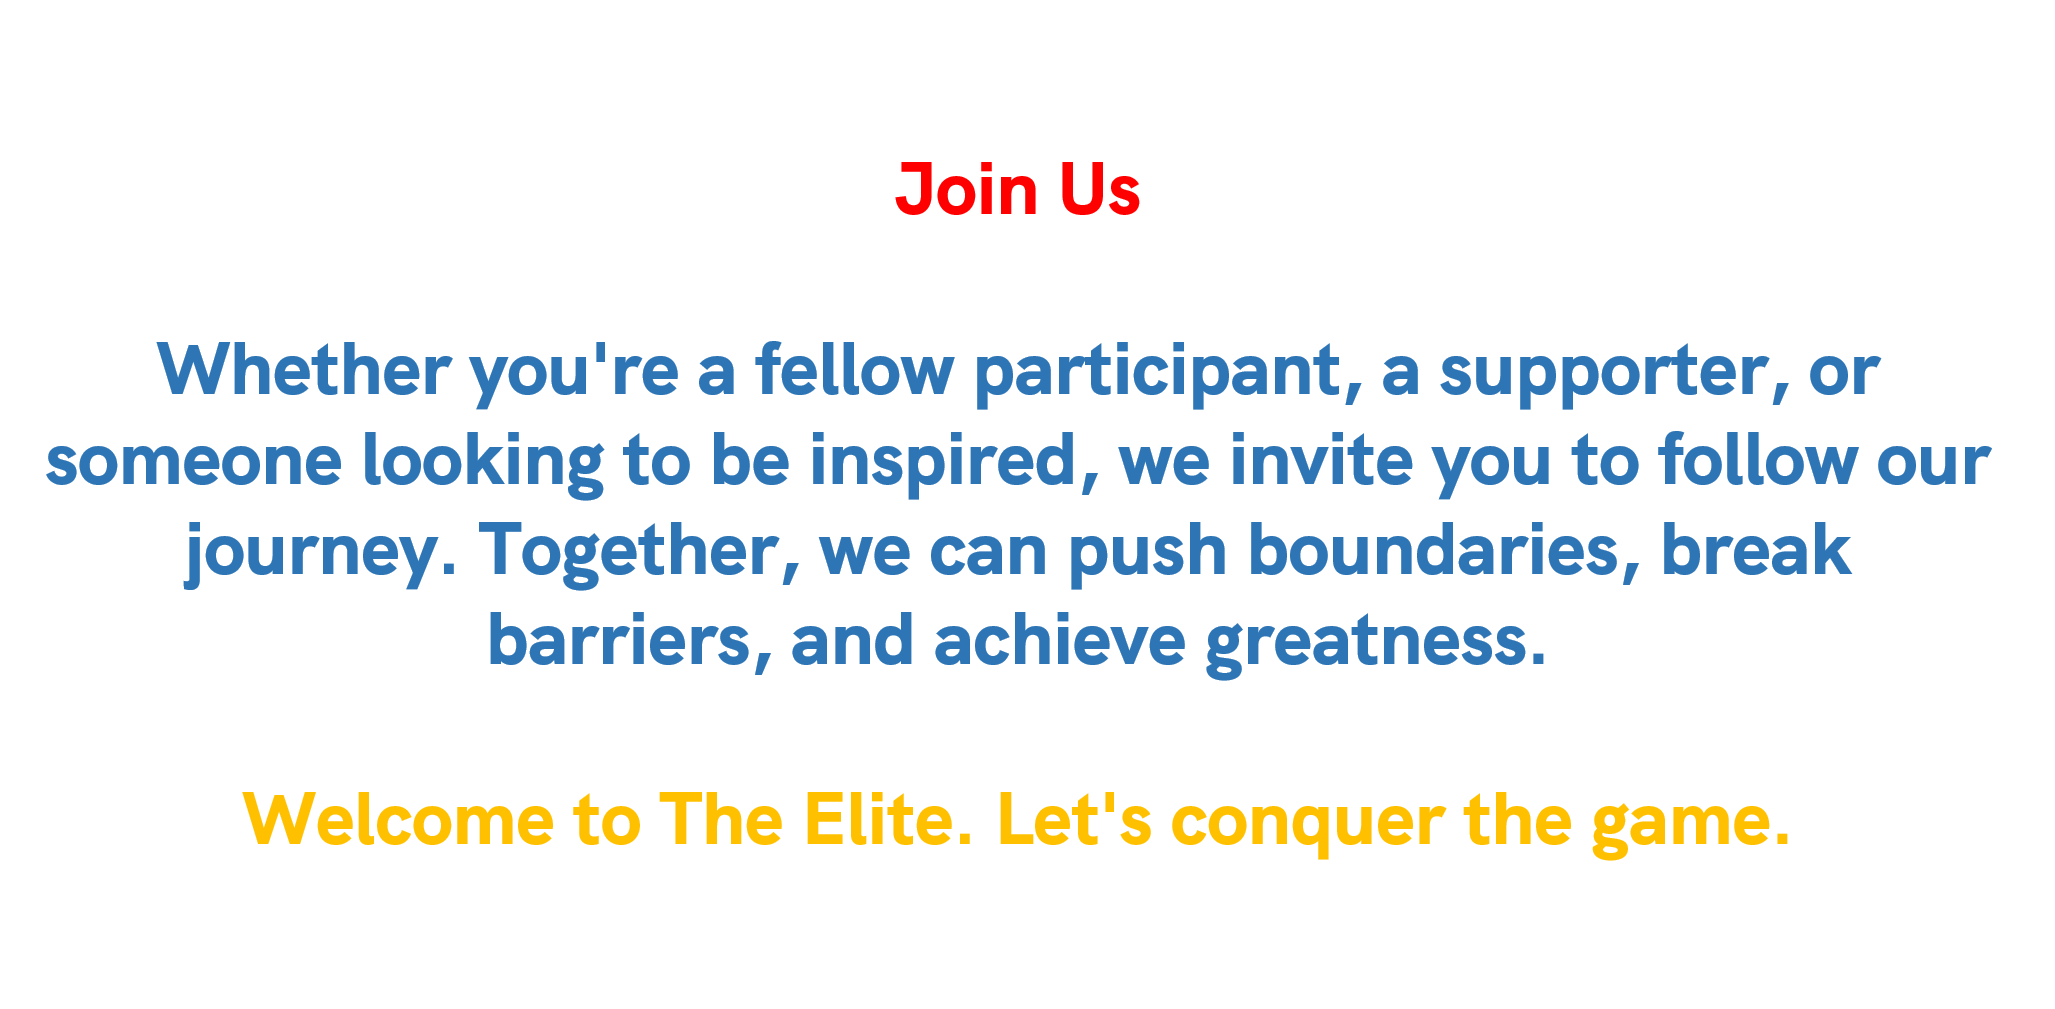 Join Us
Whether you're a fellow participant, a supporter, or
someone looking to be inspired, we invite you to follow our
journey. Together, we can push boundaries, break
barriers, and achieve greatness.
Welcome to The Elite. Let's conquer the game.